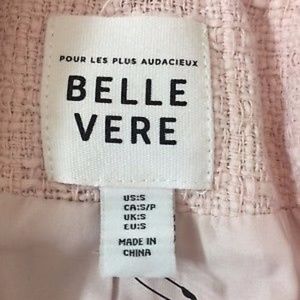 POUR LES PLUS AUDACIEUX
BELLE
VERE
US:S
CA:S/P
UK:S
EU:S
MADE IN
CHINA